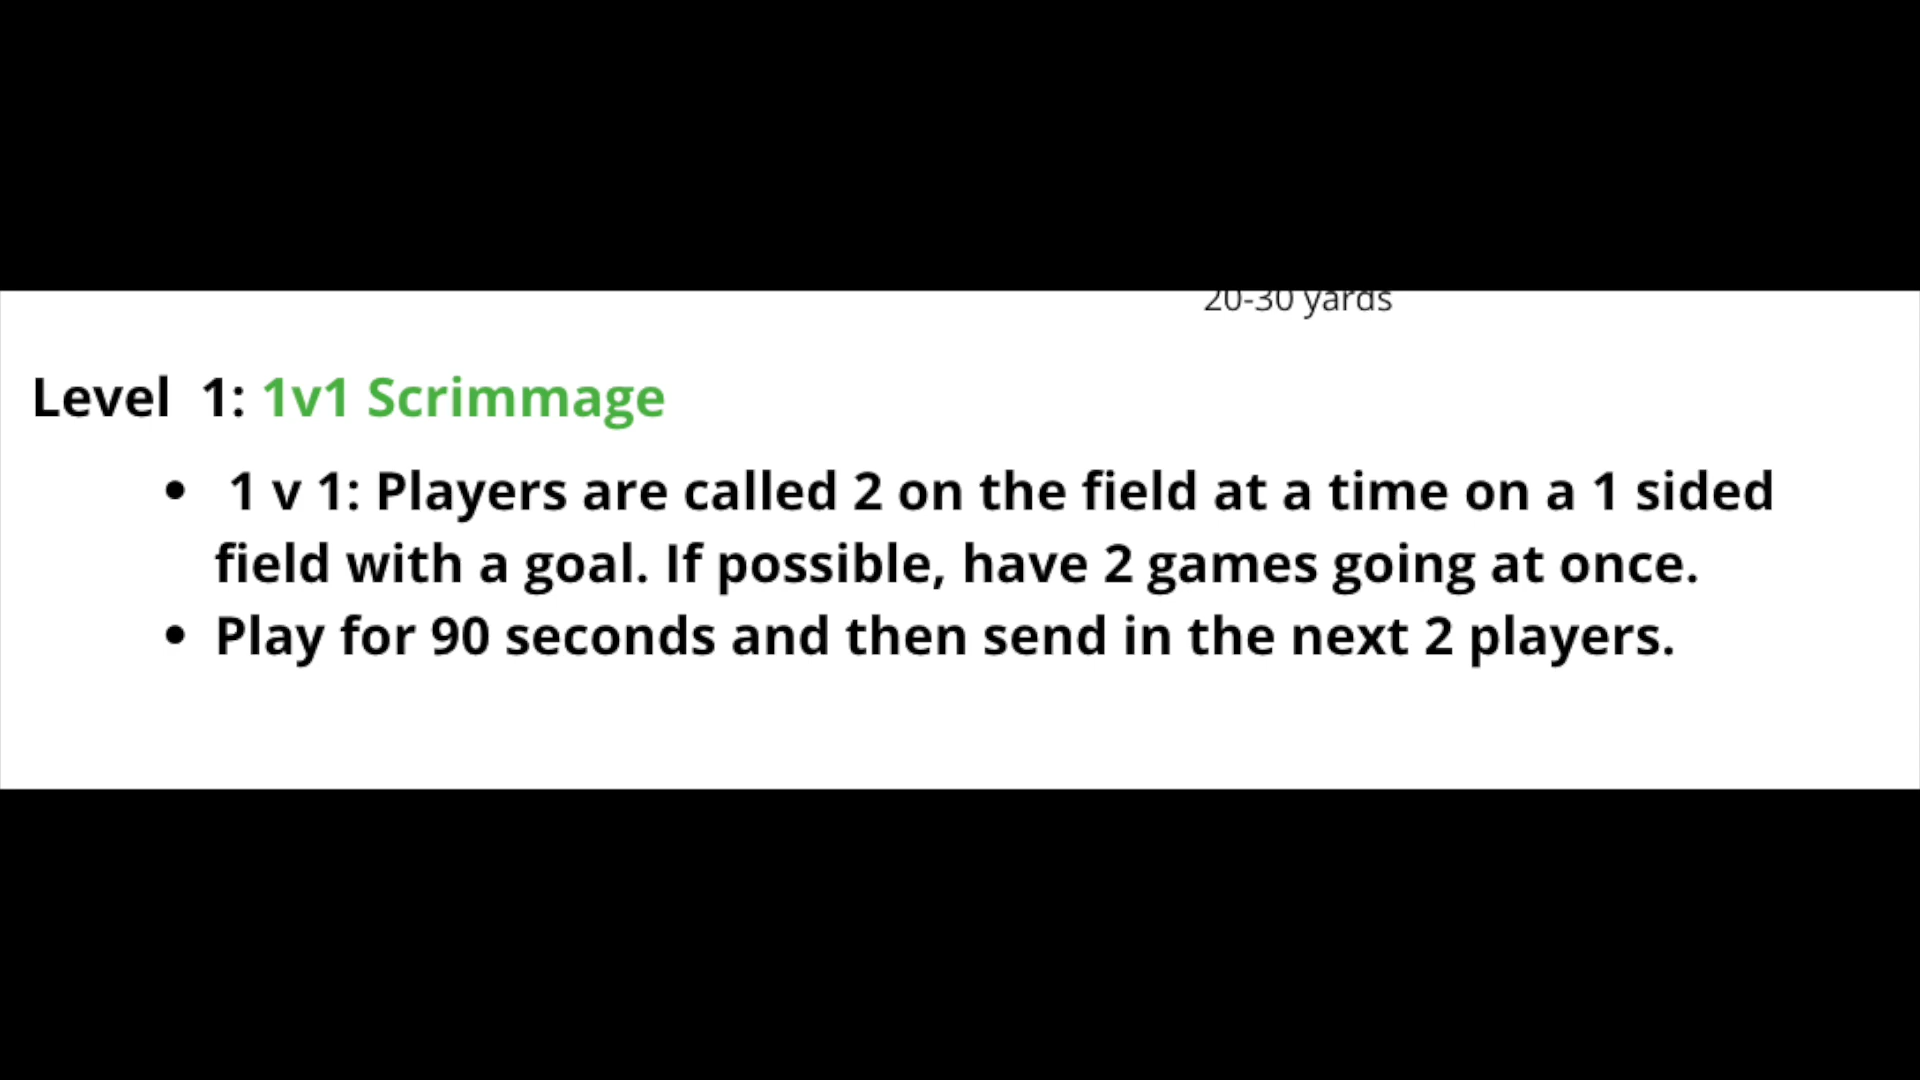 20-30 yards
Level 1: 1v1 Scrimmage
• 1 v 1: Players are called 2 on the field at a time on a 1 sided
field with a goal. If possible, have 2 games going at once.
• Play for 90 seconds and then send in the next 2 players.